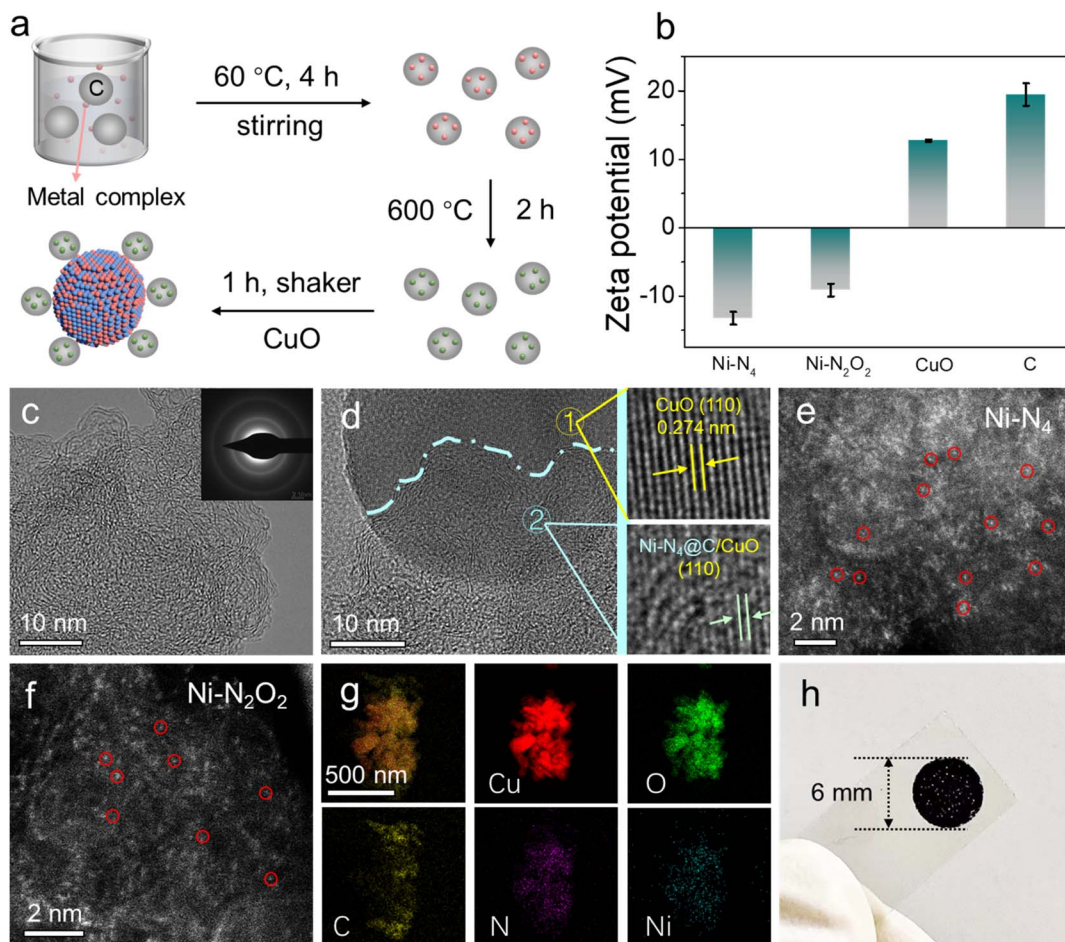 a
C
60 °C, 4 h
stirring
Metal complex
600 °C 2 h
1 h, shaker
CuO
b
Zeta potential (mV)
20
10
0
-10
Ni-N₄
Ni-N₂O₂
CuO
C
c
10 nm
d
10 nm
1
2
CuO (110)
0.274 nm
Ni-N₄@C/CuO
(110)
e
Ni-N₄
2 nm
f
Ni-N₂O₂
2 nm
g
500 nm
Cu
O
C
N
Ni
h
6 mm